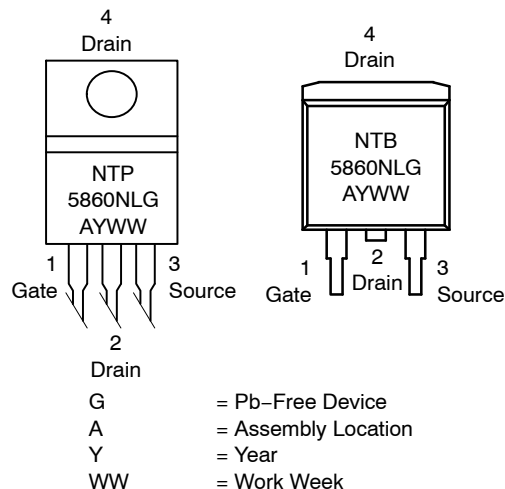 4
Drain
NTP
5860NLG
AYWW
1
Gate
3
Source
2
Drain
4
Drain
NTB
5860NLG
AYWW
1
Gate
2
Drain
3
Source
G = Pb−Free Device
A = Assembly Location
Y = Year
WW = Work Week